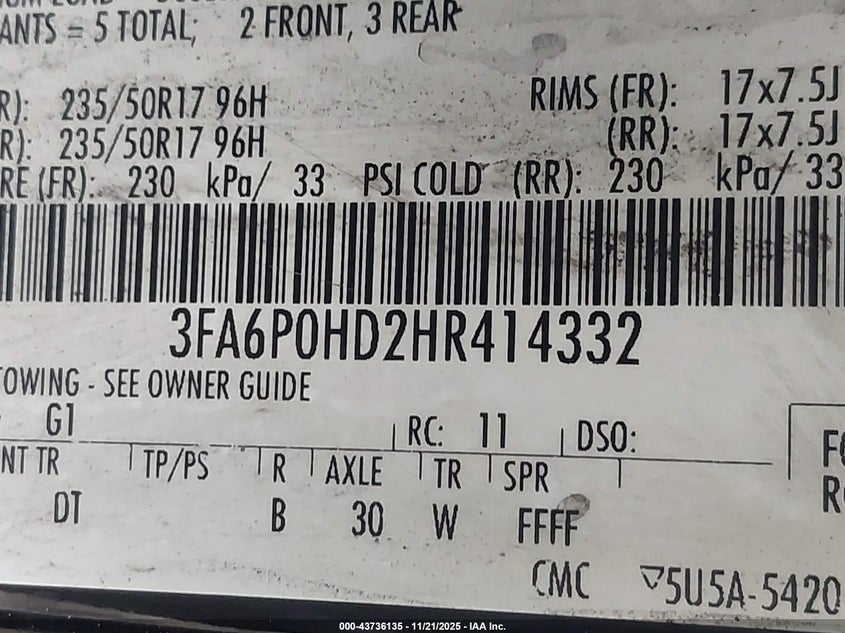 ANTS = 5 TOTAL; 2 FRONT, 3 REAR
R): 235/50R17 96H RIMS (FR): 17x7.5J
R): 235/50R17 96H (RR): 17x7.5J
RE (FR): 230 kPa/ 33 PSI COLD (RR): 230 kPa/ 33
3FA6P0HD2HR414332
TOWING - SEE OWNER GUIDE
G1 RC: 11 DSO:
NT TR TP/PS R AXLE TR SPR
DT B 30 W FFFF
CMC ▽5U5A-5420
000-43736135 - 11/21/2025 - IAA Inc.